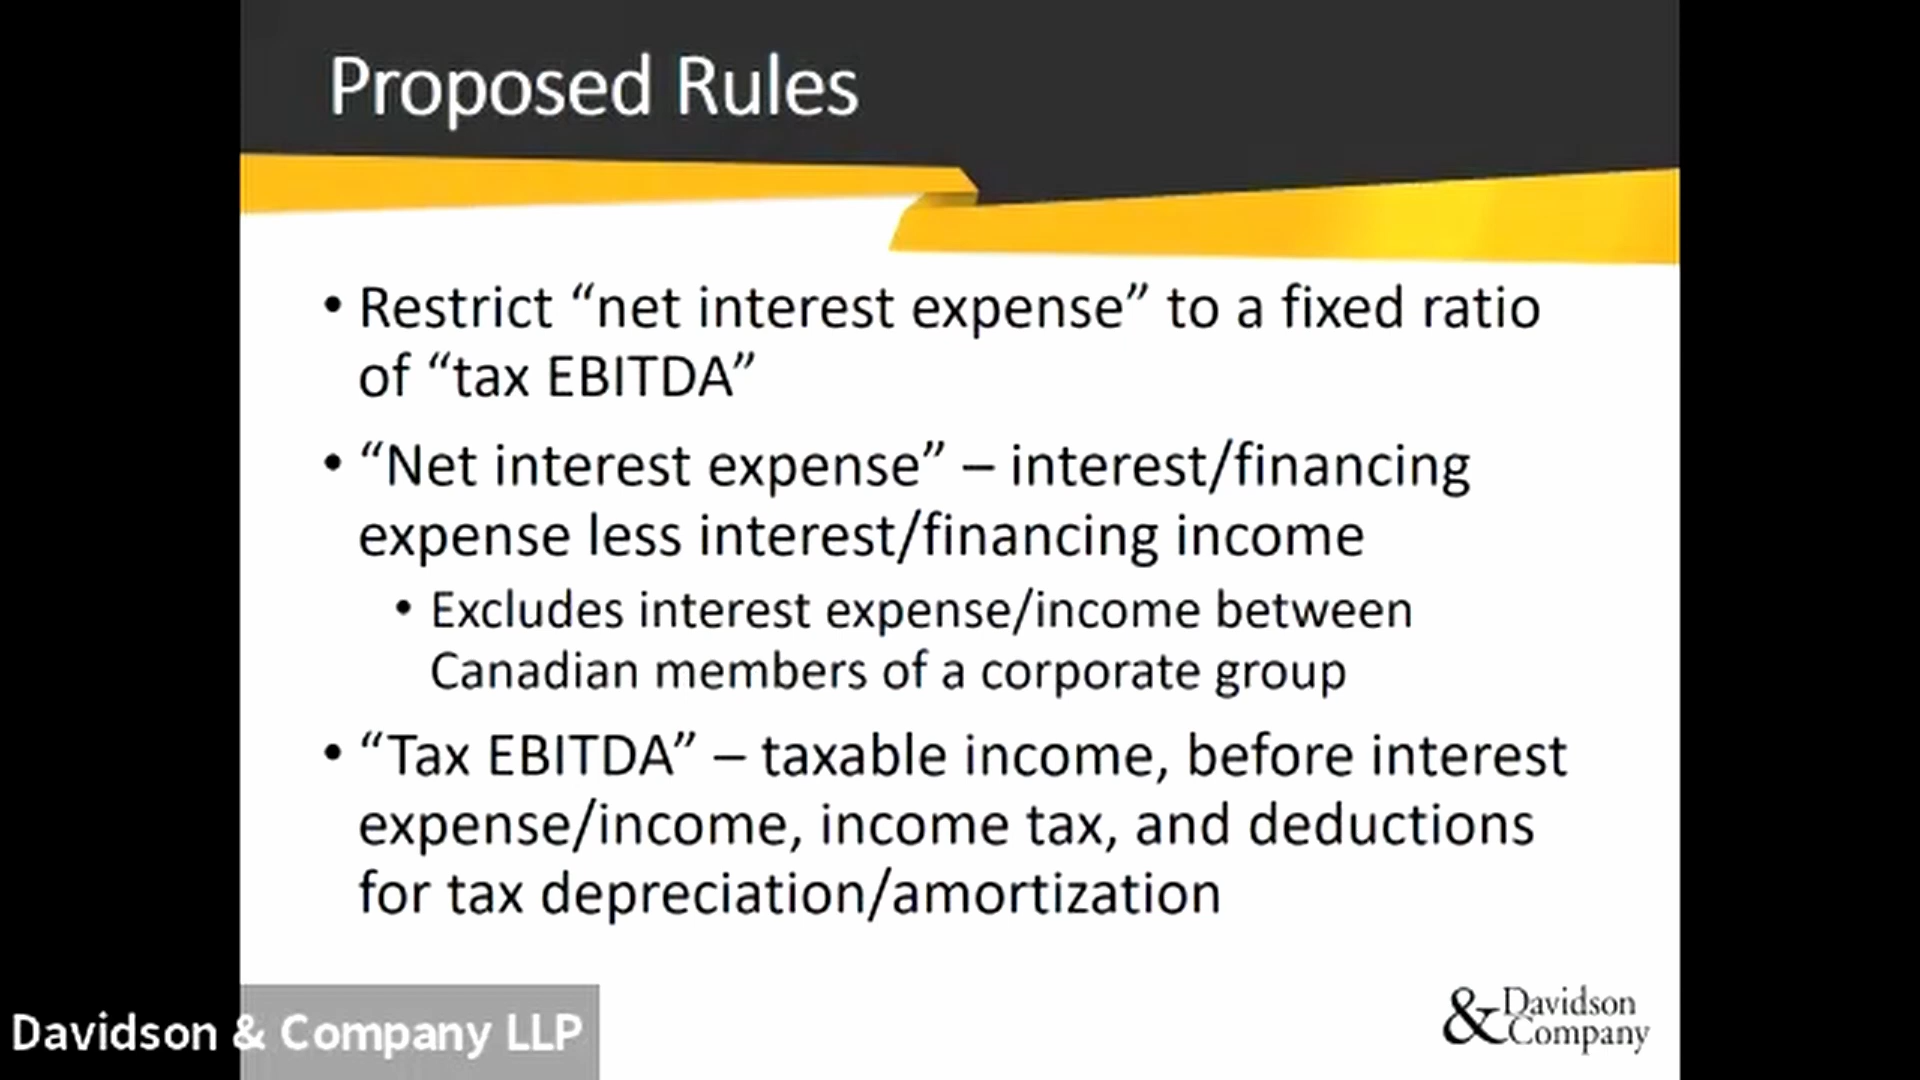 Proposed Rules
• Restrict “net interest expense” to a fixed ratio
of “tax EBITDA”
• “Net interest expense” – interest/financing
expense less interest/financing income
• Excludes interest expense/income between
Canadian members of a corporate group
• “Tax EBITDA” – taxable income, before interest
expense/income, income tax, and deductions
for tax depreciation/amortization
Davidson & Company LLP
& Davidson
Company